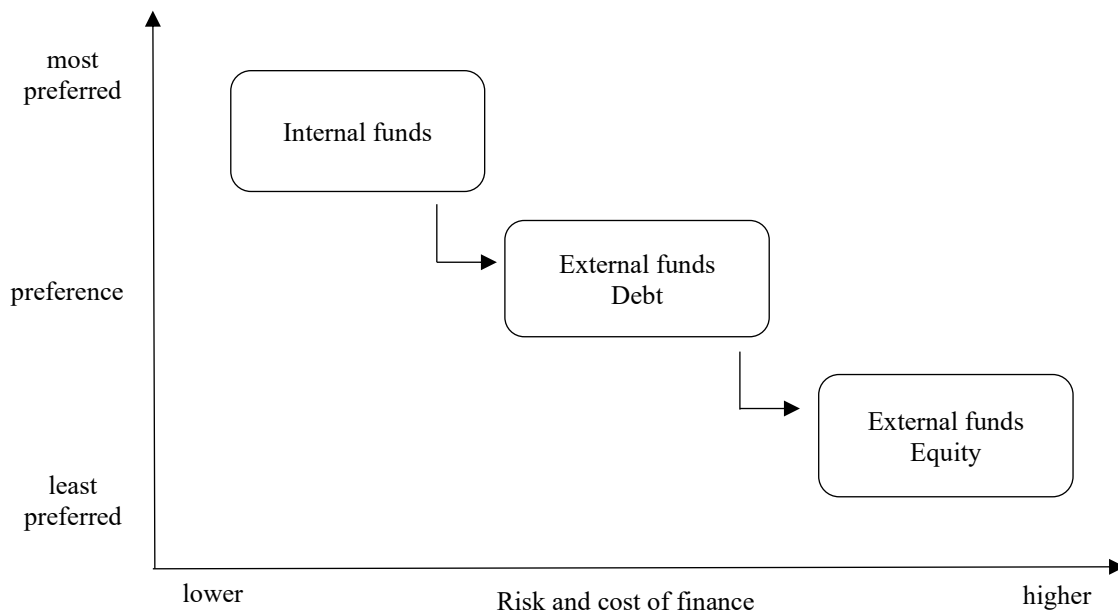 most
preferred
Internal funds
External funds
Debt
preference
External funds
Equity
least
preferred
lower
Risk and cost of finance
higher